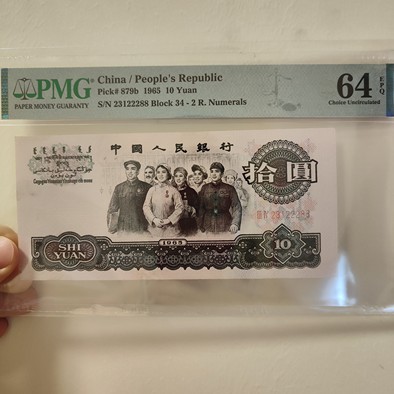 PMG
PAPER MONEY GUARANTY
China / People's Republic
Pick# 879b 1965 10 Yuan
S/N 23122288 Block 34 - 2 R. Numerals
64 EPQ
Choice Uncirculated
中國人民銀行
拾圓
SHI YUAN
1965
10